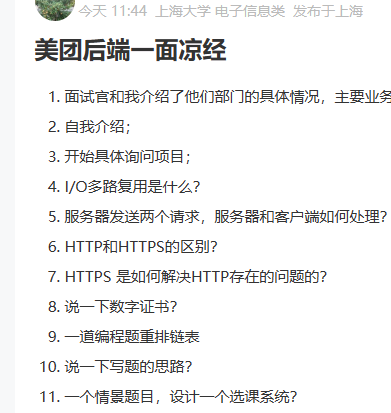 今天 11:44 上海大学 电子信息类 发布于上海
美团后端一面凉经
1. 面试官和我介绍了他们部门的具体情况，主要业务
2. 自我介绍；
3. 开始具体询问项目；
4. I/O多路复用是什么？
5. 服务器发送两个请求，服务器和客户端如何处理？
6. HTTP和HTTPS的区别？
7. HTTPS 是如何解决HTTP存在的问题的？
8. 说一下数字证书？
9. 一道编程题重排链表
10. 说一下写题的思路？
11. 一个情景题目，设计一个选课系统？